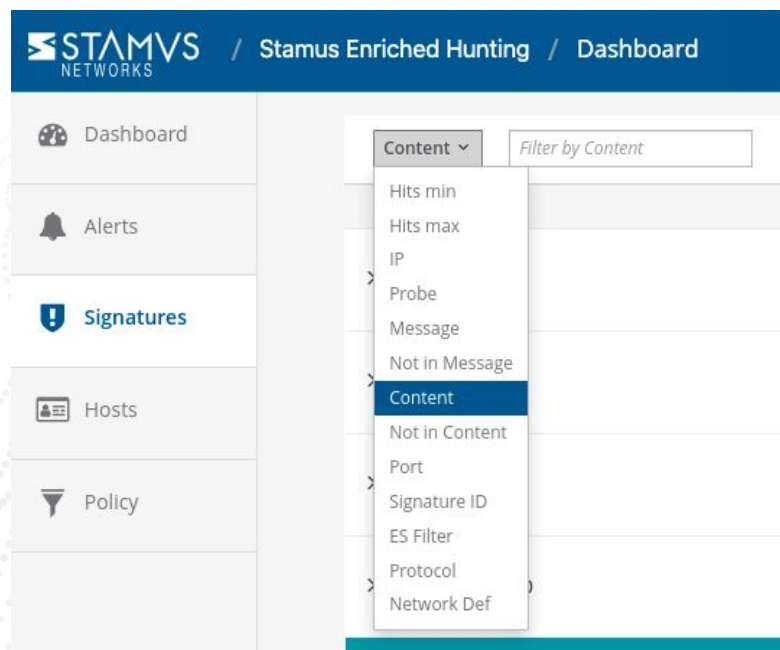 STAMVS
NETWORKS
/ Stamus Enriched Hunting / Dashboard
Dashboard
Alerts
Signatures
Hosts
Policy
Content
Filter by Content
Hits min
Hits max
IP
Probe
Message
Not in Message
Content
Not in Content
Port
Signature ID
ES Filter
Protocol
Network Def